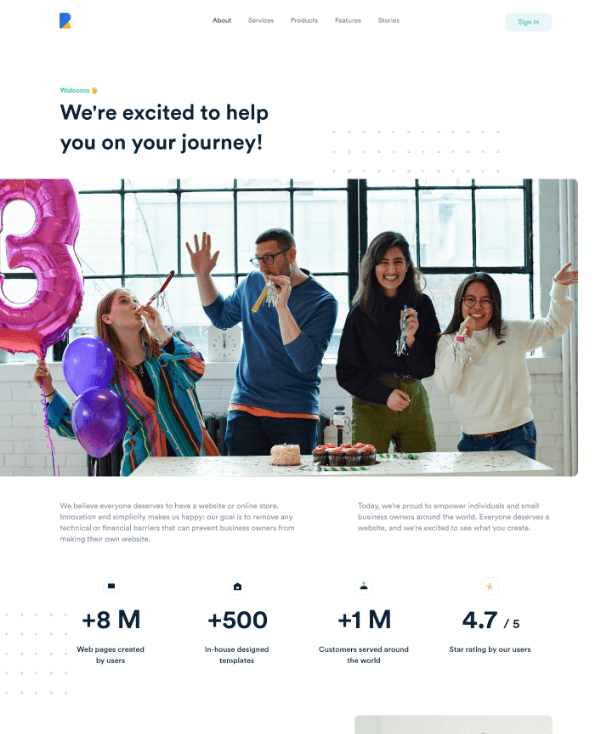 About Services Products Features Stories Sign In
Welcome 👋
We're excited to help
you on your journey!
We believe everyone deserves to have a website or online store.
Innovation and simplicity makes us happy: our goal is to remove any
technical or financial barriers that can prevent business owners from
making their own website.
Today, we're proud to empower individuals and small
business owners around the world. Everyone deserves a
website, and we're excited to see what you create.
+8 M
Web pages created
by users
+500
In-house designed
templates
+1 M
Customers served around
the world
4.7 / 5
Star rating by our users